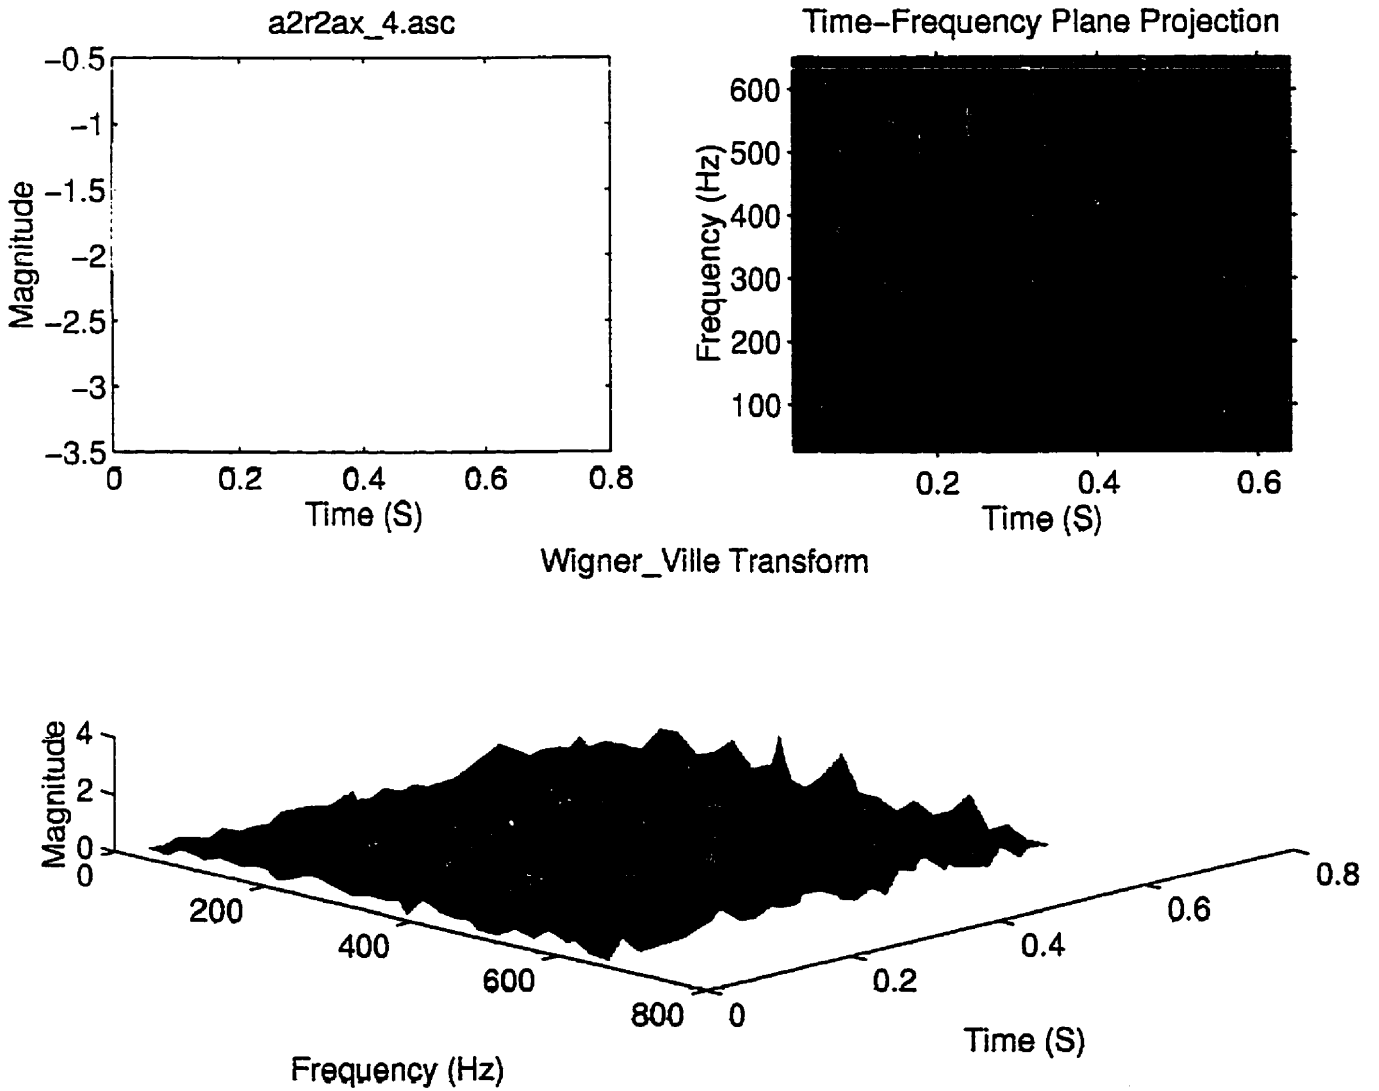 a2r2ax_4.asc
−0.5
−1
−1.5
−2
−2.5
−3
−3.5
Magnitude
0 0.2 0.4 0.6 0.8
Time (S)
Time−Frequency Plane Projection
600
500
400
300
200
100
Frequency (Hz)
0.2 0.4 0.6
Time (S)
Wigner_Ville Transform
4
2
0
Magnitude
0
200
400
600
800
Frequency (Hz)
0
0.2
0.4
0.6
0.8
Time (S)